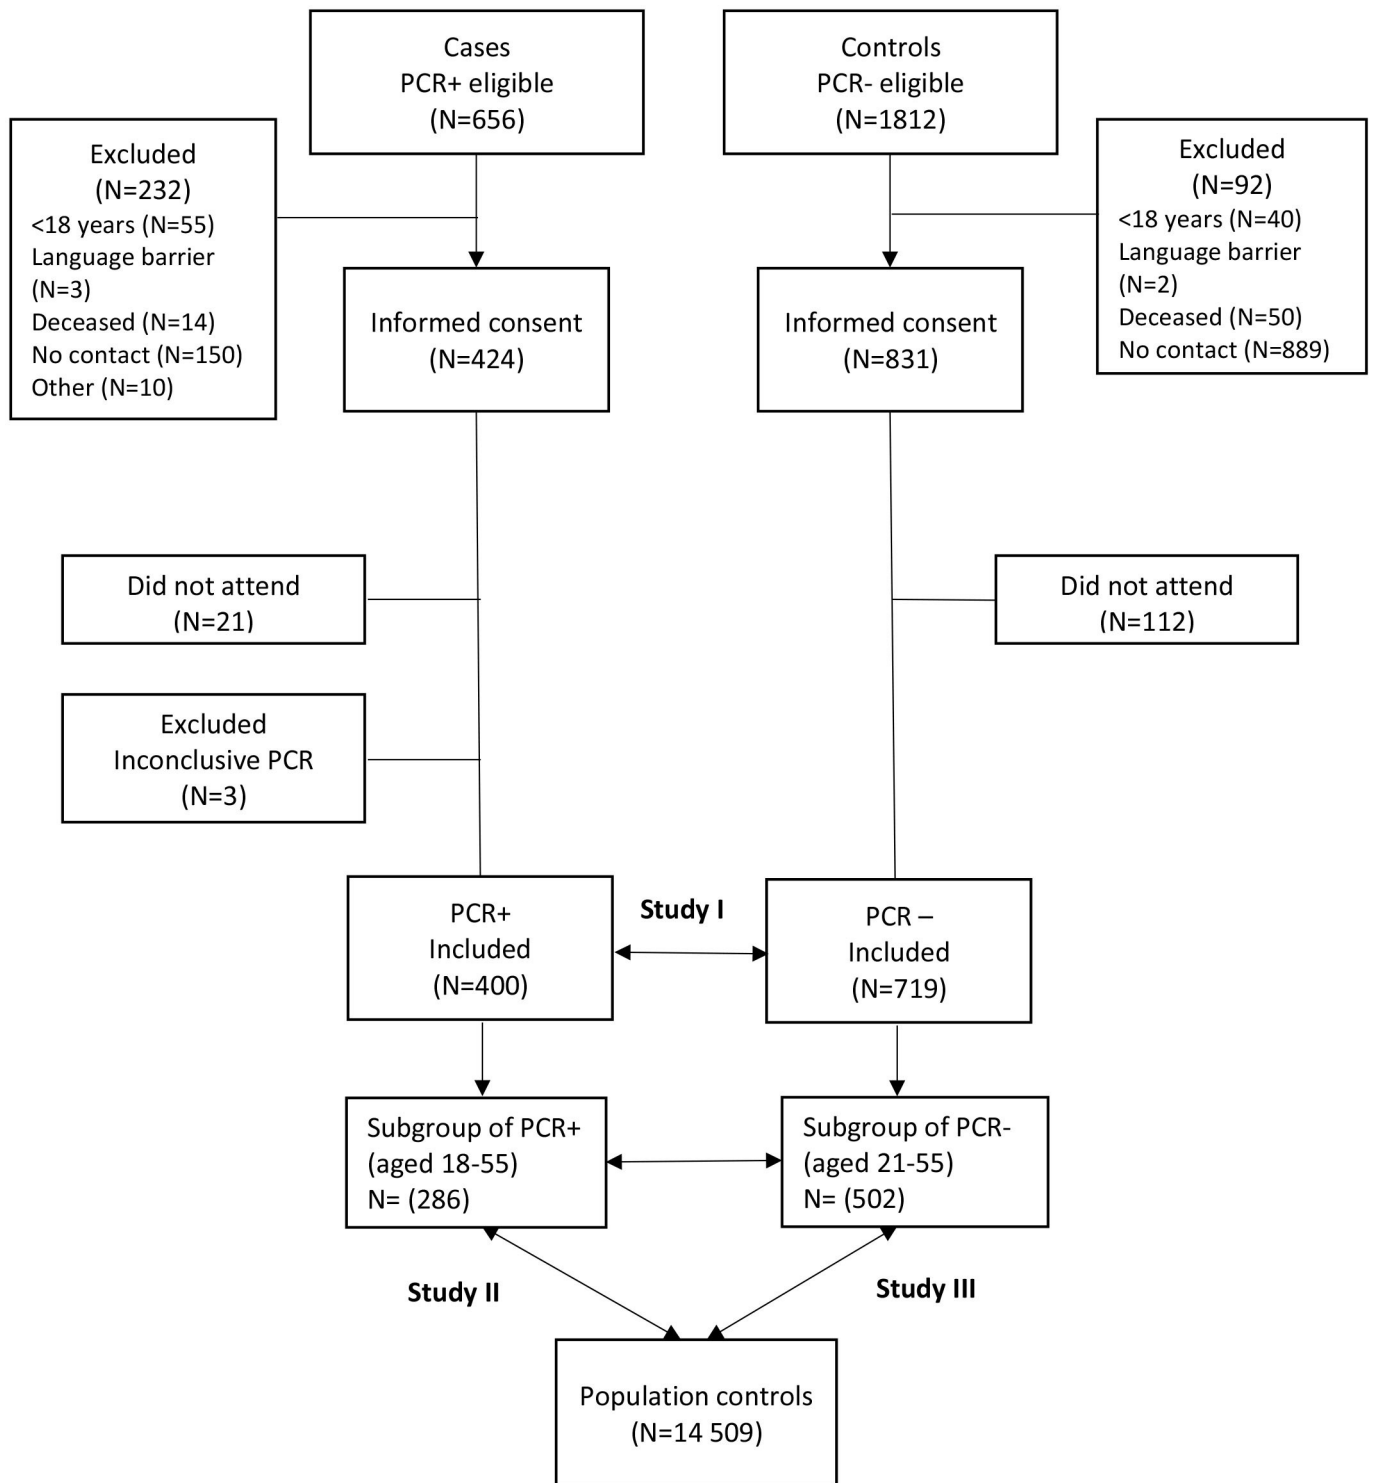 Cases
PCR+ eligible
(N=656)
Controls
PCR- eligible
(N=1812)
Excluded
(N=232)
<18 years (N=55)
Language barrier
(N=3)
Deceased (N=14)
No contact (N=150)
Other (N=10)
Excluded
(N=92)
<18 years (N=40)
Language barrier
(N=2)
Deceased (N=50)
No contact (N=889)
Informed consent
(N=424)
Informed consent
(N=831)
Did not attend
(N=21)
Did not attend
(N=112)
Excluded
Inconclusive PCR
(N=3)
PCR+
Included
(N=400)
Study I
PCR –
Included
(N=719)
Subgroup of PCR+
(aged 18-55)
N= (286)
Subgroup of PCR-
(aged 21-55)
N= (502)
Study II
Study III
Population controls
(N=14 509)